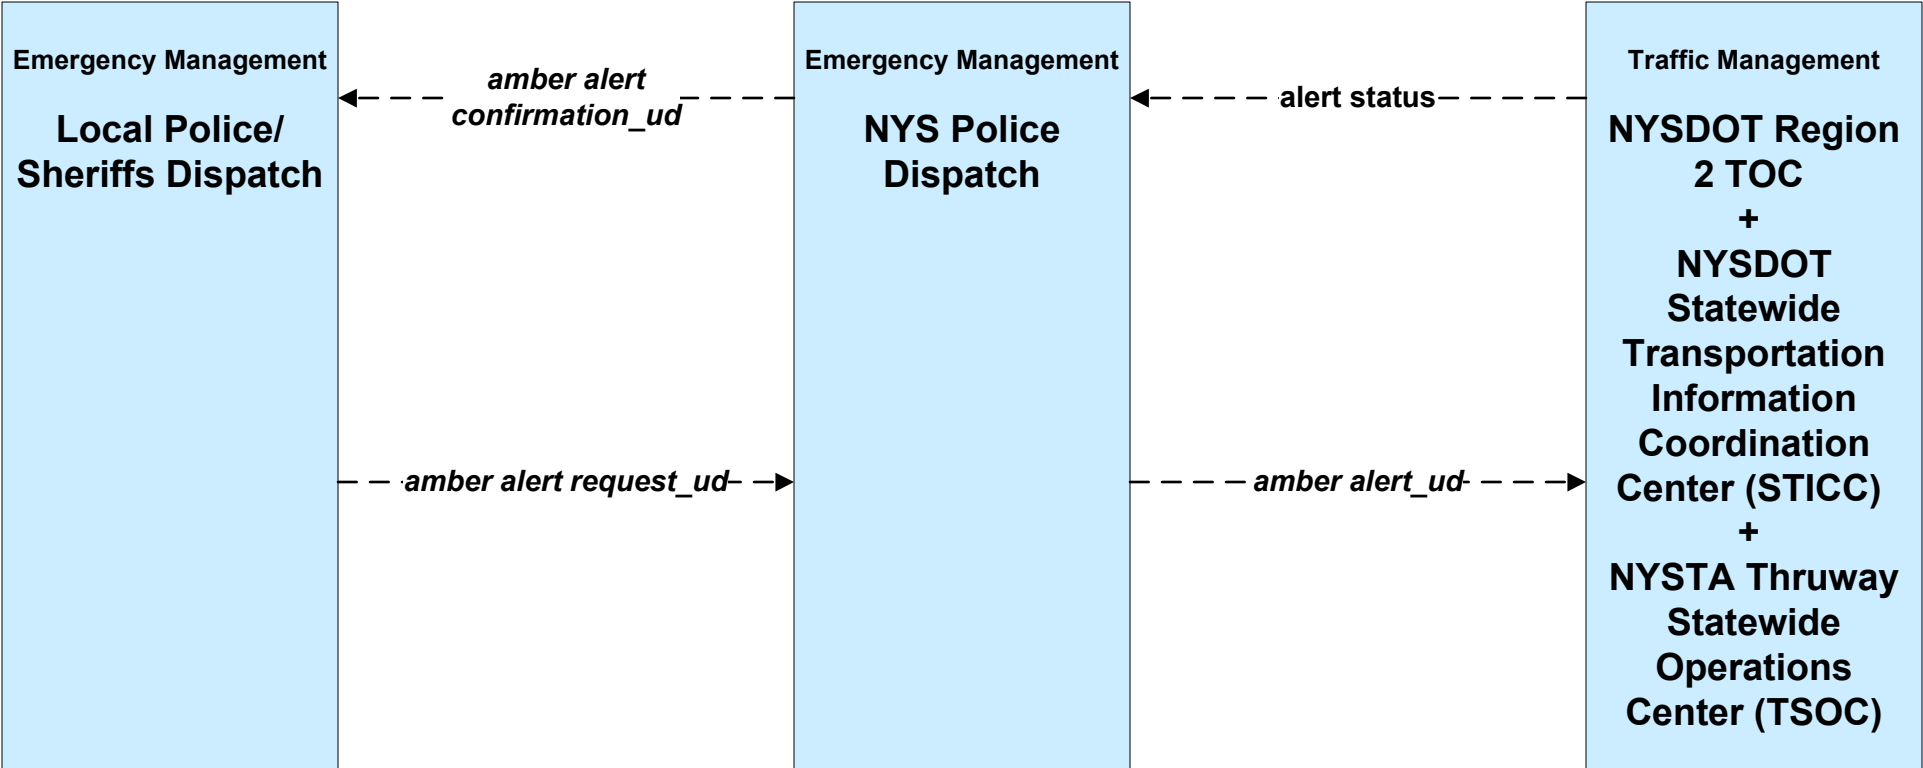 Emergency Management
Local Police/
Sheriffs Dispatch
amber alert
confirmation_ud
amber alert request_ud
Emergency Management
NYS Police
Dispatch
alert status
amber alert_ud
Traffic Management
NYSDOT Region
2 TOC
+
NYSDOT
Statewide
Transportation
Information
Coordination
Center (STICC)
+
NYSTA Thruway
Statewide
Operations
Center (TSOC)